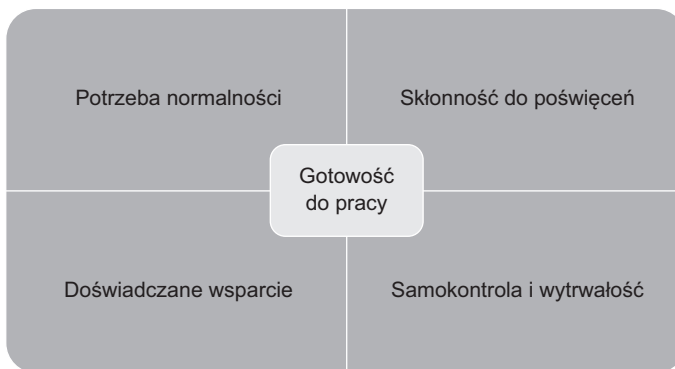 Potrzeba normalności
Skłonność do poświęceń
Gotowość
do pracy
Doświadczane wsparcie
Samokontrola i wytrwałość